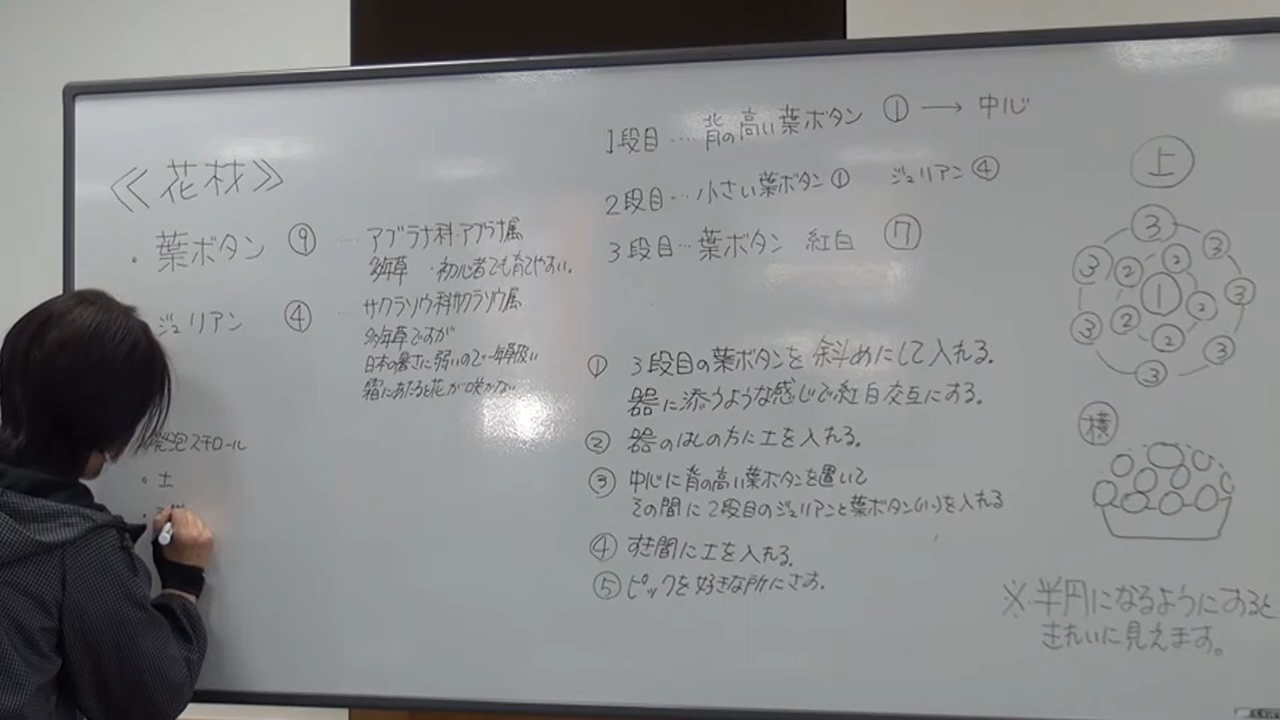 ≪花材≫
・葉ボタン ⑨ … アブラナ科・アブラナ属
多年草 ・初心者でも育てやすい。
ジュリアン ④ … サクラソウ科サクラソウ属
多年草ですが
日本の暑さに弱いので一年草扱い
霜にあたると花が咲かない
発泡スチロール
・土
1段目…背の高い葉ボタン ① → 中心
2段目…小さい葉ボタン① ジュリアン④
3段目…葉ボタン 紅白 ⑦
① 3段目の葉ボタンを斜めにして入れる。
器に添うような感じで紅白交互にする。
② 器のはしの方に土を入れる。
③ 中心に背の高い葉ボタンを置いて
その間に2段目のジュリアンと葉ボタン(小)を入れる
④ すき間に土を入れる。
⑤ ピックを好きな所にさす。
上
③ ③ ③ ② ② ③ ① ② ③ ② ② ③ ③ ③
横
※半円になるようにすると
きれいに見えます。